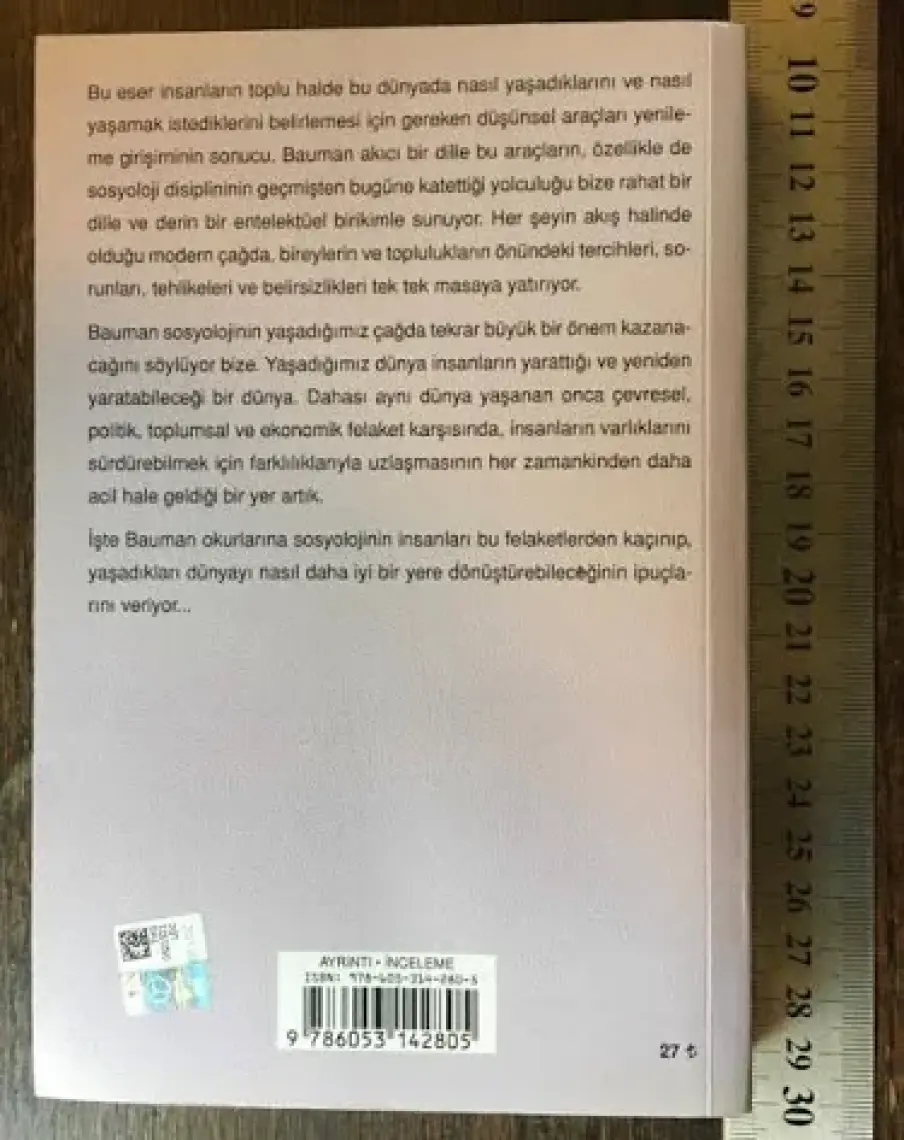 Bu eser insanların toplu halde bu dünyada nasıl yaşadıklarını ve nasıl
yaşamak istediklerini belirlemesi için gereken düşünsel araçları yenile-
me girişiminin sonucu. Bauman akıcı bir dille bu araçların, özellikle de
sosyoloji disiplininin geçmişten bugüne katettiği yolculuğu bize rahat bir
dille ve derin bir entelektüel birikimle sunuyor. Her şeyin akış halinde
olduğu modern çağda, bireylerin ve toplulukların önündeki tercihleri, so-
runları, tehlikeleri ve belirsizlikleri tek tek masaya yatırıyor.
Bauman sosyolojinin yaşadığımız çağda tekrar büyük bir önem kazana-
cağını söylüyor bize. Yaşadığımız dünya insanların yarattığı ve yeniden
yaratabileceği bir dünya. Dahası aynı dünya yaşanan onca çevresel,
politik, toplumsal ve ekonomik felaket karşısında, insanların varlıklarını
sürdürebilmek için farklılıklarıyla uzlaşmasının her zamankinden daha
acil hale geldiği bir yer artık.
İşte Bauman okurlarına sosyolojinin insanları bu felaketlerden kaçınıp,
yaşadıkları dünyayı nasıl daha iyi bir yere dönüştürebileceğinin ipuçla-
rını veriyor...
AYRINTI • İNCELEME
ISBN: 978-605-314-280-5
9 786053 142805
27 ₺
9
10
11
12
13
14
15
16
17
18
19
20
21
22
23
24
25
26
27
28
29
30